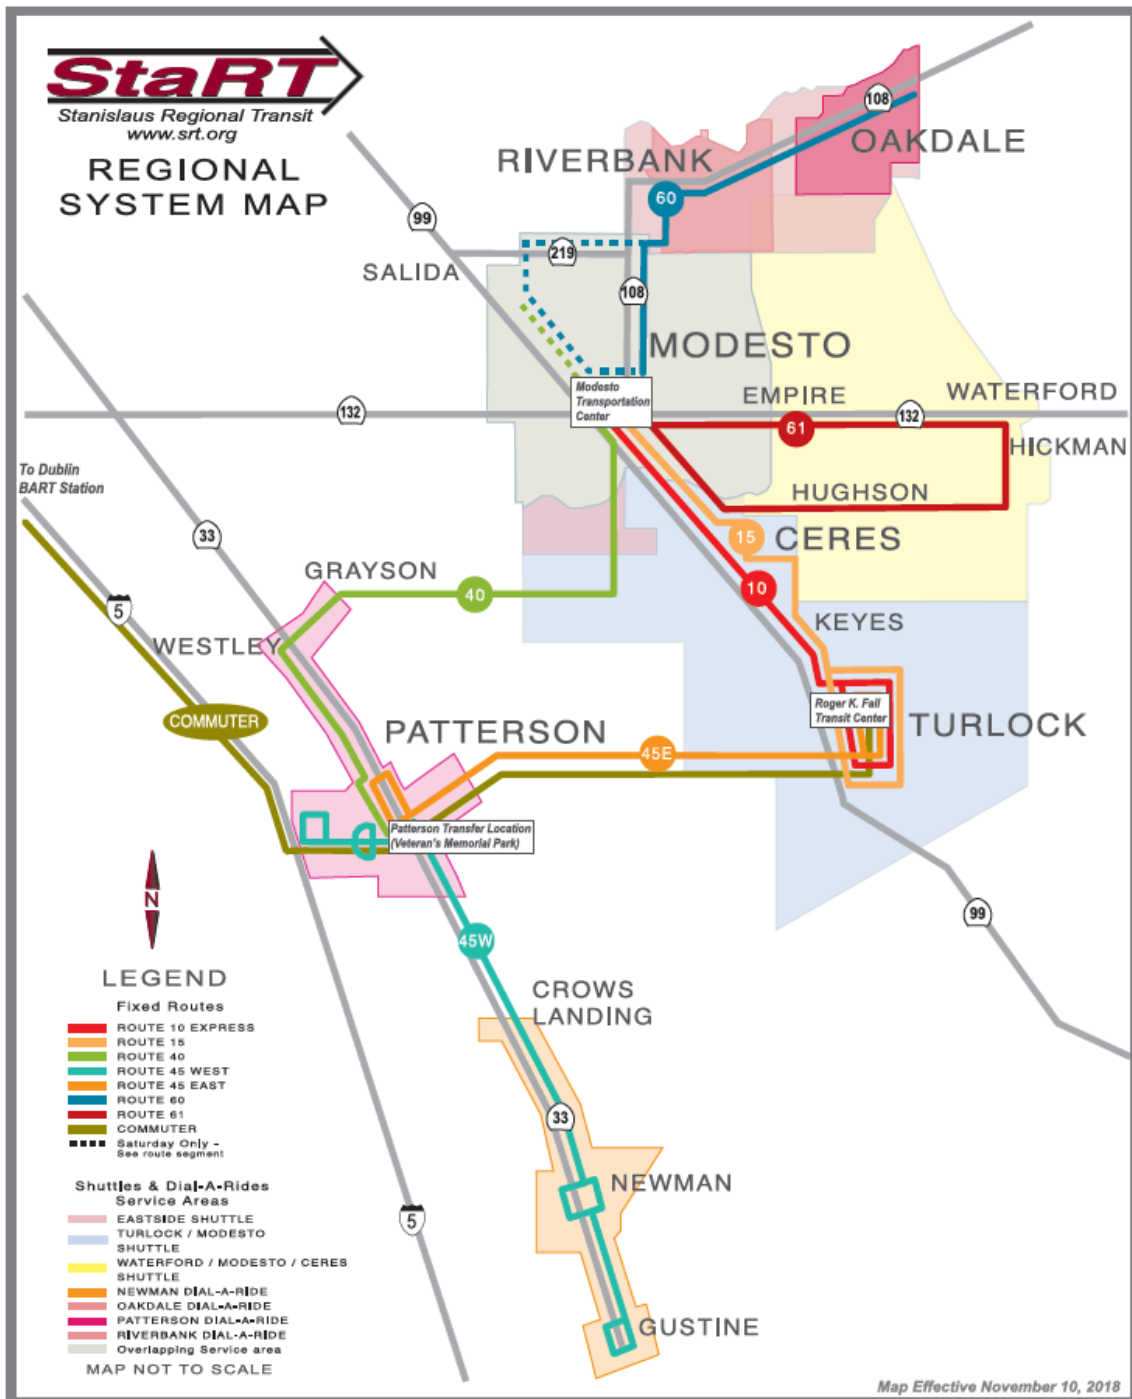 StaRT
Stanislaus Regional Transit
www.srt.org
REGIONAL
SYSTEM MAP
108
OAKDALE
RIVERBANK
60
99
219
SALIDA
108
MODESTO
Modesto
Transportation
Center
EMPIRE
WATERFORD
132
132
61
HICKMAN
To Dublin
BART Station
HUGHSON
33
15
CERES
GRAYSON
40
10
5
KEYES
WESTLEY
COMMUTER
PATTERSON
Roger K. Fall
Transit Center
TURLOCK
45E
Patterson Transfer Location
(Veteran's Memorial Park)
N
99
45W
CROWS
LANDING
33
NEWMAN
5
GUSTINE
LEGEND
Fixed Routes
ROUTE 10 EXPRESS
ROUTE 15
ROUTE 40
ROUTE 45 WEST
ROUTE 45 EAST
ROUTE 60
ROUTE 61
COMMUTER
Saturday Only –
See route segment
Shuttles & Dial-A-Rides
Service Areas
EASTSIDE SHUTTLE
TURLOCK / MODESTO
SHUTTLE
WATERFORD / MODESTO / CERES
SHUTTLE
NEWMAN DIAL-A-RIDE
OAKDALE DIAL-A-RIDE
PATTERSON DIAL-A-RIDE
RIVERBANK DIAL-A-RIDE
Overlapping Service area
MAP NOT TO SCALE
Map Effective November 10, 2018